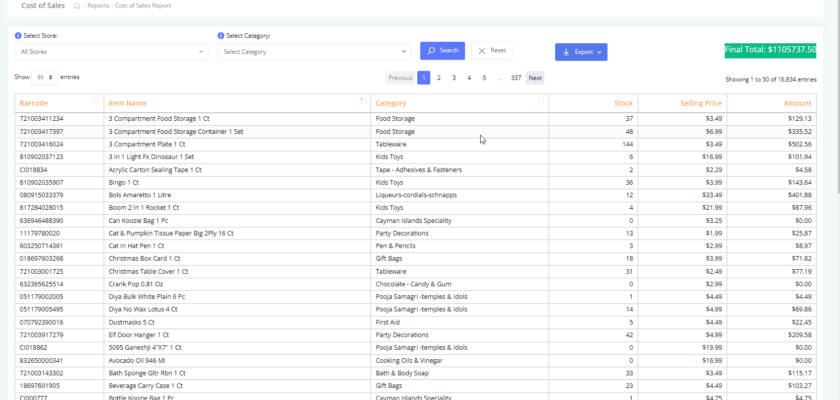 Cost of Sales Reports - Cost of Sales Report
Select Store: Select Category:
All Stores Select Category Search Reset Export Final Total: $1105737.50
Show 50 entries Previous 1 2 3 4 5 ... 337 Next Showing 1 to 50 of 16,834 entries
Barcode Item Name Category Stock Selling Price Amount
721003411234 3 Compartment Food Storage 1 Ct Food Storage 37 $3.49 $129.13
721003417397 3 Compartment Food Storage Container 1 Set Food Storage 48 $6.99 $335.52
721003416024 3 Compartment Plate 1 Ct Tableware 144 $3.49 $502.56
810902037123 3 in 1 Light Fx Dinosaur 1 Set Kids Toys 6 $16.99 $101.94
CI018834 Acrylic Carton Sealing Tape 1 Ct Tape - Adhesives & Fasteners 2 $2.29 $4.58
810902035907 Bingo 1 Ct Kids Toys 36 $3.99 $143.64
080915033379 Bols Amaretto 1 Litre Liqueurs-cordials-schnapps 12 $33.49 $401.88
817284028015 Boom 2 in 1 Rocket 1 Ct Kids Toys 4 $21.99 $87.96
636946488390 Can Koozie Bag 1 Pc Cayman Islands Speciality 0 $3.25 $0.00
11179780020 Cat & Pumpkin Tissue Paper Big 2Ply 16 Ct Party Decorations 13 $1.99 $25.87
603250714361 Cat in Hat Pen 1 Ct Pen & Pencils 3 $2.99 $8.97
018697603268 Christmas Box Card 1 Ct Gift Bags 18 $3.99 $71.82
721003001725 Christmas Table Cover 1 Ct Tableware 31 $2.49 $77.19
632365625514 Crank Pop 0.81 Oz Chocolate - Candy & Gum 0 $2.99 $0.00
051179002005 Diya Bulk White Plain 6 Pc Pooja Samagri -temples & Idols 1 $4.49 $4.49
051179005495 Diya No Wax Lotus 4 Ct Pooja Samagri -temples & Idols 14 $4.99 $69.86
070792390016 Dustmasks 5 Ct First Aid 5 $4.49 $22.45
721003917279 Elf Door Hanger 1 Ct Party Decorations 42 $4.99 $209.58
CI018862 S095 Ganeshji 4"X7" 1 Ct Pooja Samagri -temples & Idols 0 $19.99 $0.00
832650000341 Avocado Oil 946 Ml Cooking Oils & Vinegar 0 $16.99 $0.00
721003143302 Bath Sponge Gltr Rbn 1 Ct Bath & Body Soap 33 $3.49 $115.17
18697601905 Beverage Carry Case 1 Ct Gift Bags 23 $4.49 $103.27
CI000777 Bottle Koozie Bag 1 Pc Cayman Islands Speciality 1 $4.75 $4.75